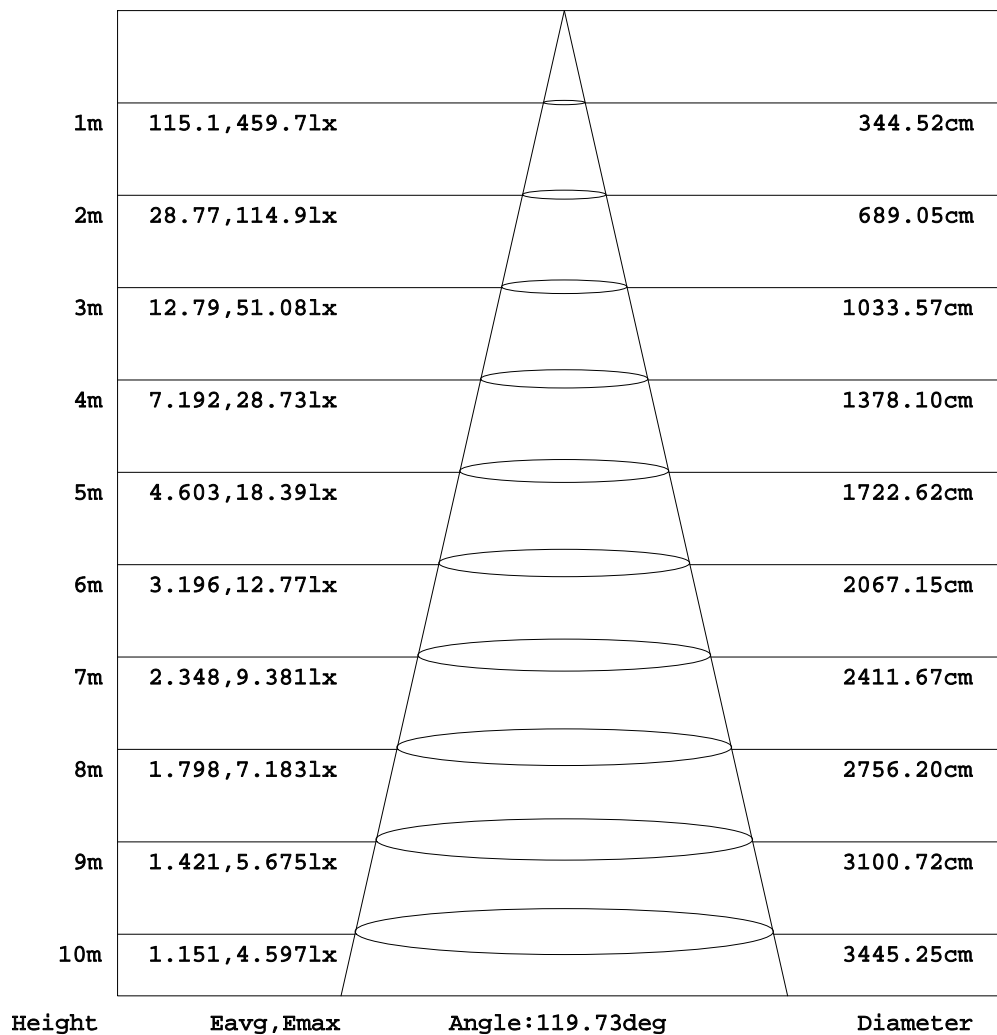 1m 115.1,459.7lx 344.52cm
2m 28.77,114.9lx 689.05cm
3m 12.79,51.08lx 1033.57cm
4m 7.192,28.73lx 1378.10cm
5m 4.603,18.39lx 1722.62cm
6m 3.196,12.77lx 2067.15cm
7m 2.348,9.381lx 2411.67cm
8m 1.798,7.183lx 2756.20cm
9m 1.421,5.675lx 3100.72cm
10m 1.151,4.597lx 3445.25cm
Height Eavg,Emax Angle:119.73deg Diameter